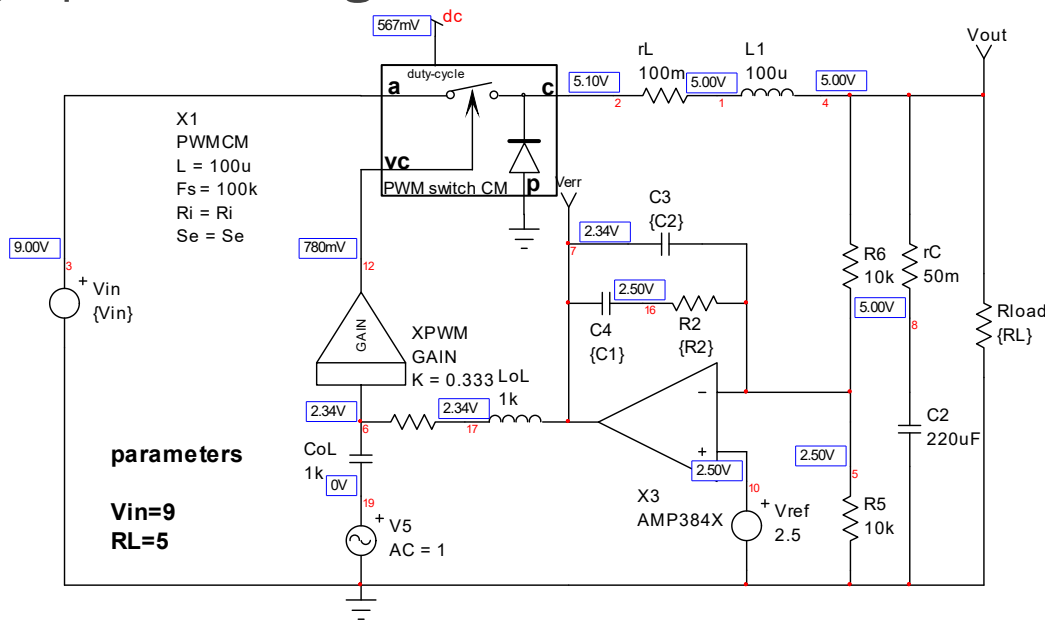 dc
567mV
duty-cycle
a
c
vc
p
PWM switch CM
X1
PWMCM
L = 100u
Fs = 100k
Ri = Ri
Se = Se
5.10V
2
rL
100m
5.00V
1
L1
100u
5.00V
4
Vout
9.00V
3
Vin
{Vin}
780mV
12
GAIN
XPWM
GAIN
K = 0.333
Verr
2.34V
7
C3
{C2}
2.50V
16
C4
{C1}
R2
{R2}
R6
10k
5.00V
8
rC
50m
Rload
{RL}
C2
220uF
2.34V
6
2.34V
17
LoL
1k
CoL
1k
0V
19
V5
AC = 1
2.50V
10
X3
AMP384X
Vref
2.5
2.50V
5
R5
10k
parameters
Vin=9
RL=5